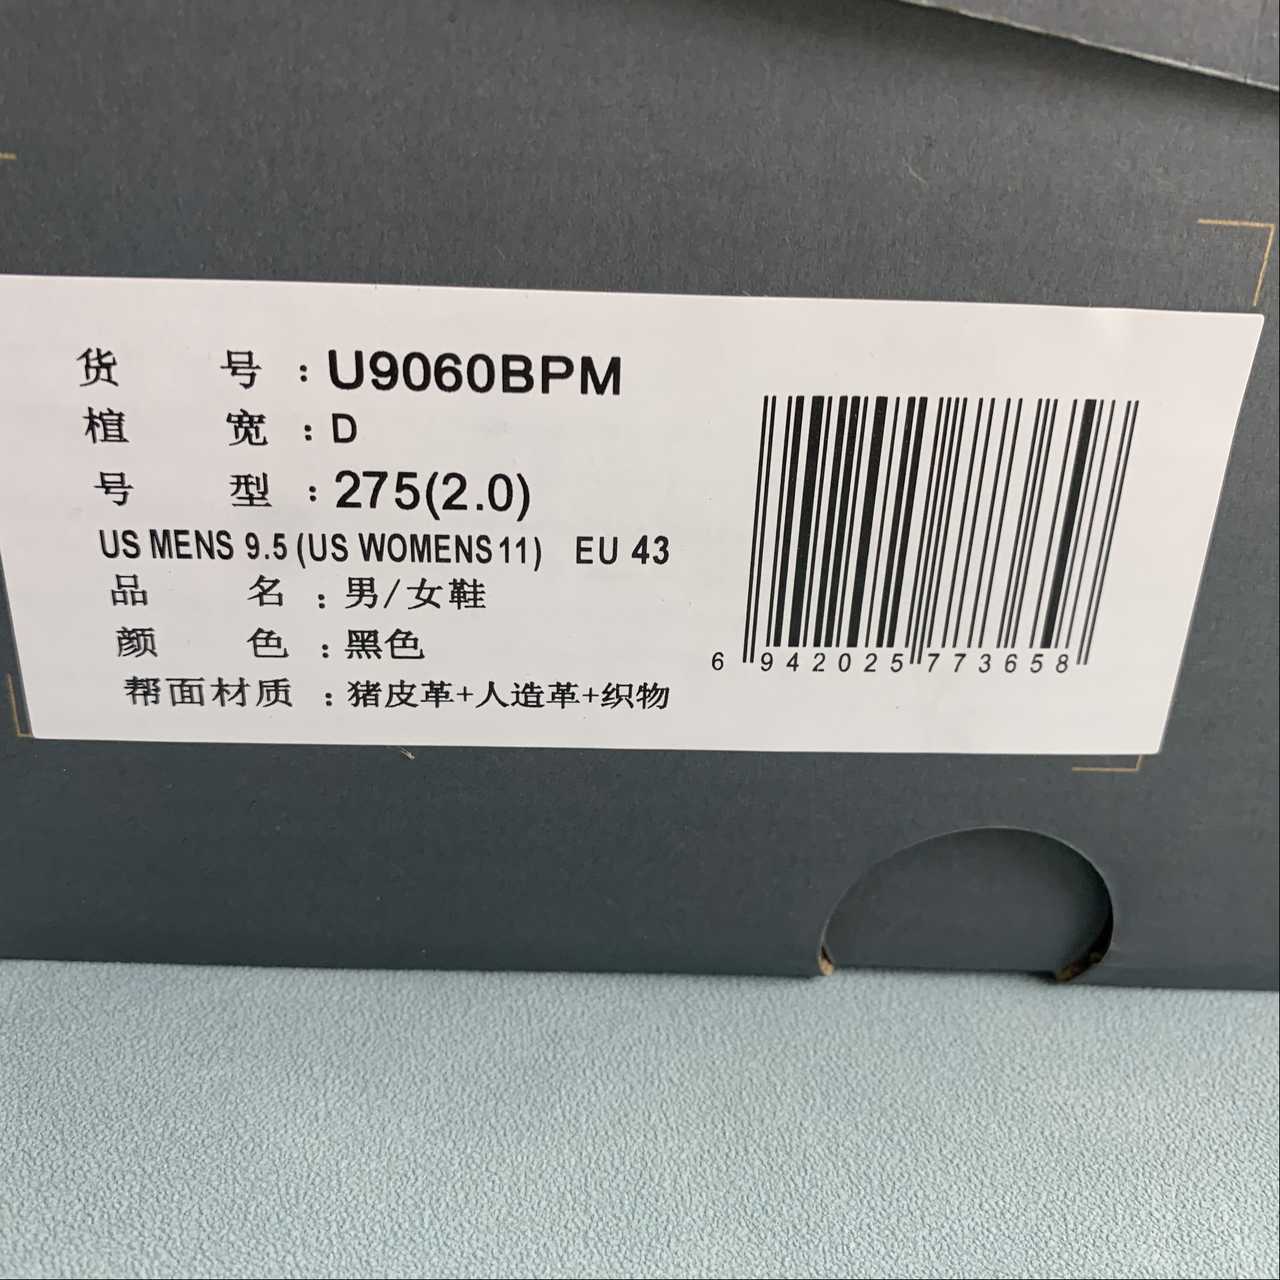 货 号 : U9060BPM
楦 宽 : D
号 型 : 275(2.0)
US MENS 9.5 (US WOMENS 11) EU 43
品 名 : 男/女鞋
颜 色 : 黑色
帮面材质 : 猪皮革+人造革+织物
6 942025 773658